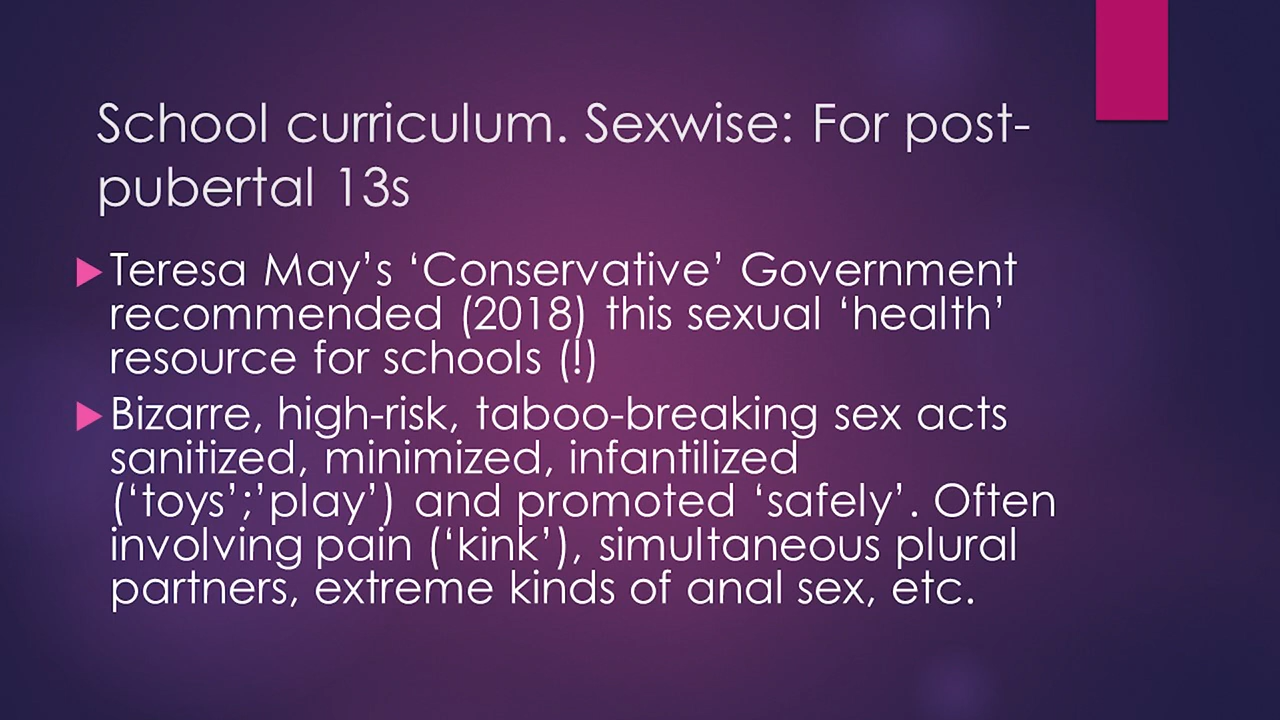 School curriculum. Sexwise: For post-
pubertal 13s
Teresa May’s ‘Conservative’ Government
recommended (2018) this sexual ‘health’
resource for schools (!)
Bizarre, high-risk, taboo-breaking sex acts
sanitized, minimized, infantilized
(‘toys’;’play’) and promoted ‘safely’. Often
involving pain (‘kink’), simultaneous plural
partners, extreme kinds of anal sex, etc.